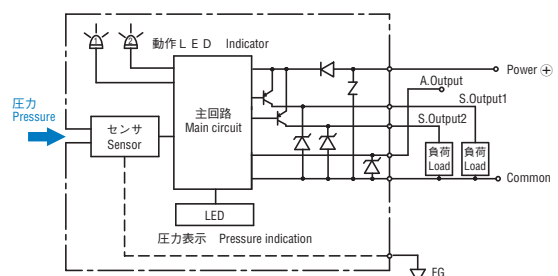 1
2
動作ＬＥＤ Indicator
Power ⊕
A.Output
S.Output1
S.Output2
圧力
Pressure
主回路
Main circuit
センサ
Sensor
負荷
Load
負荷
Load
Common
LED
圧力表示 Pressure indication
FG